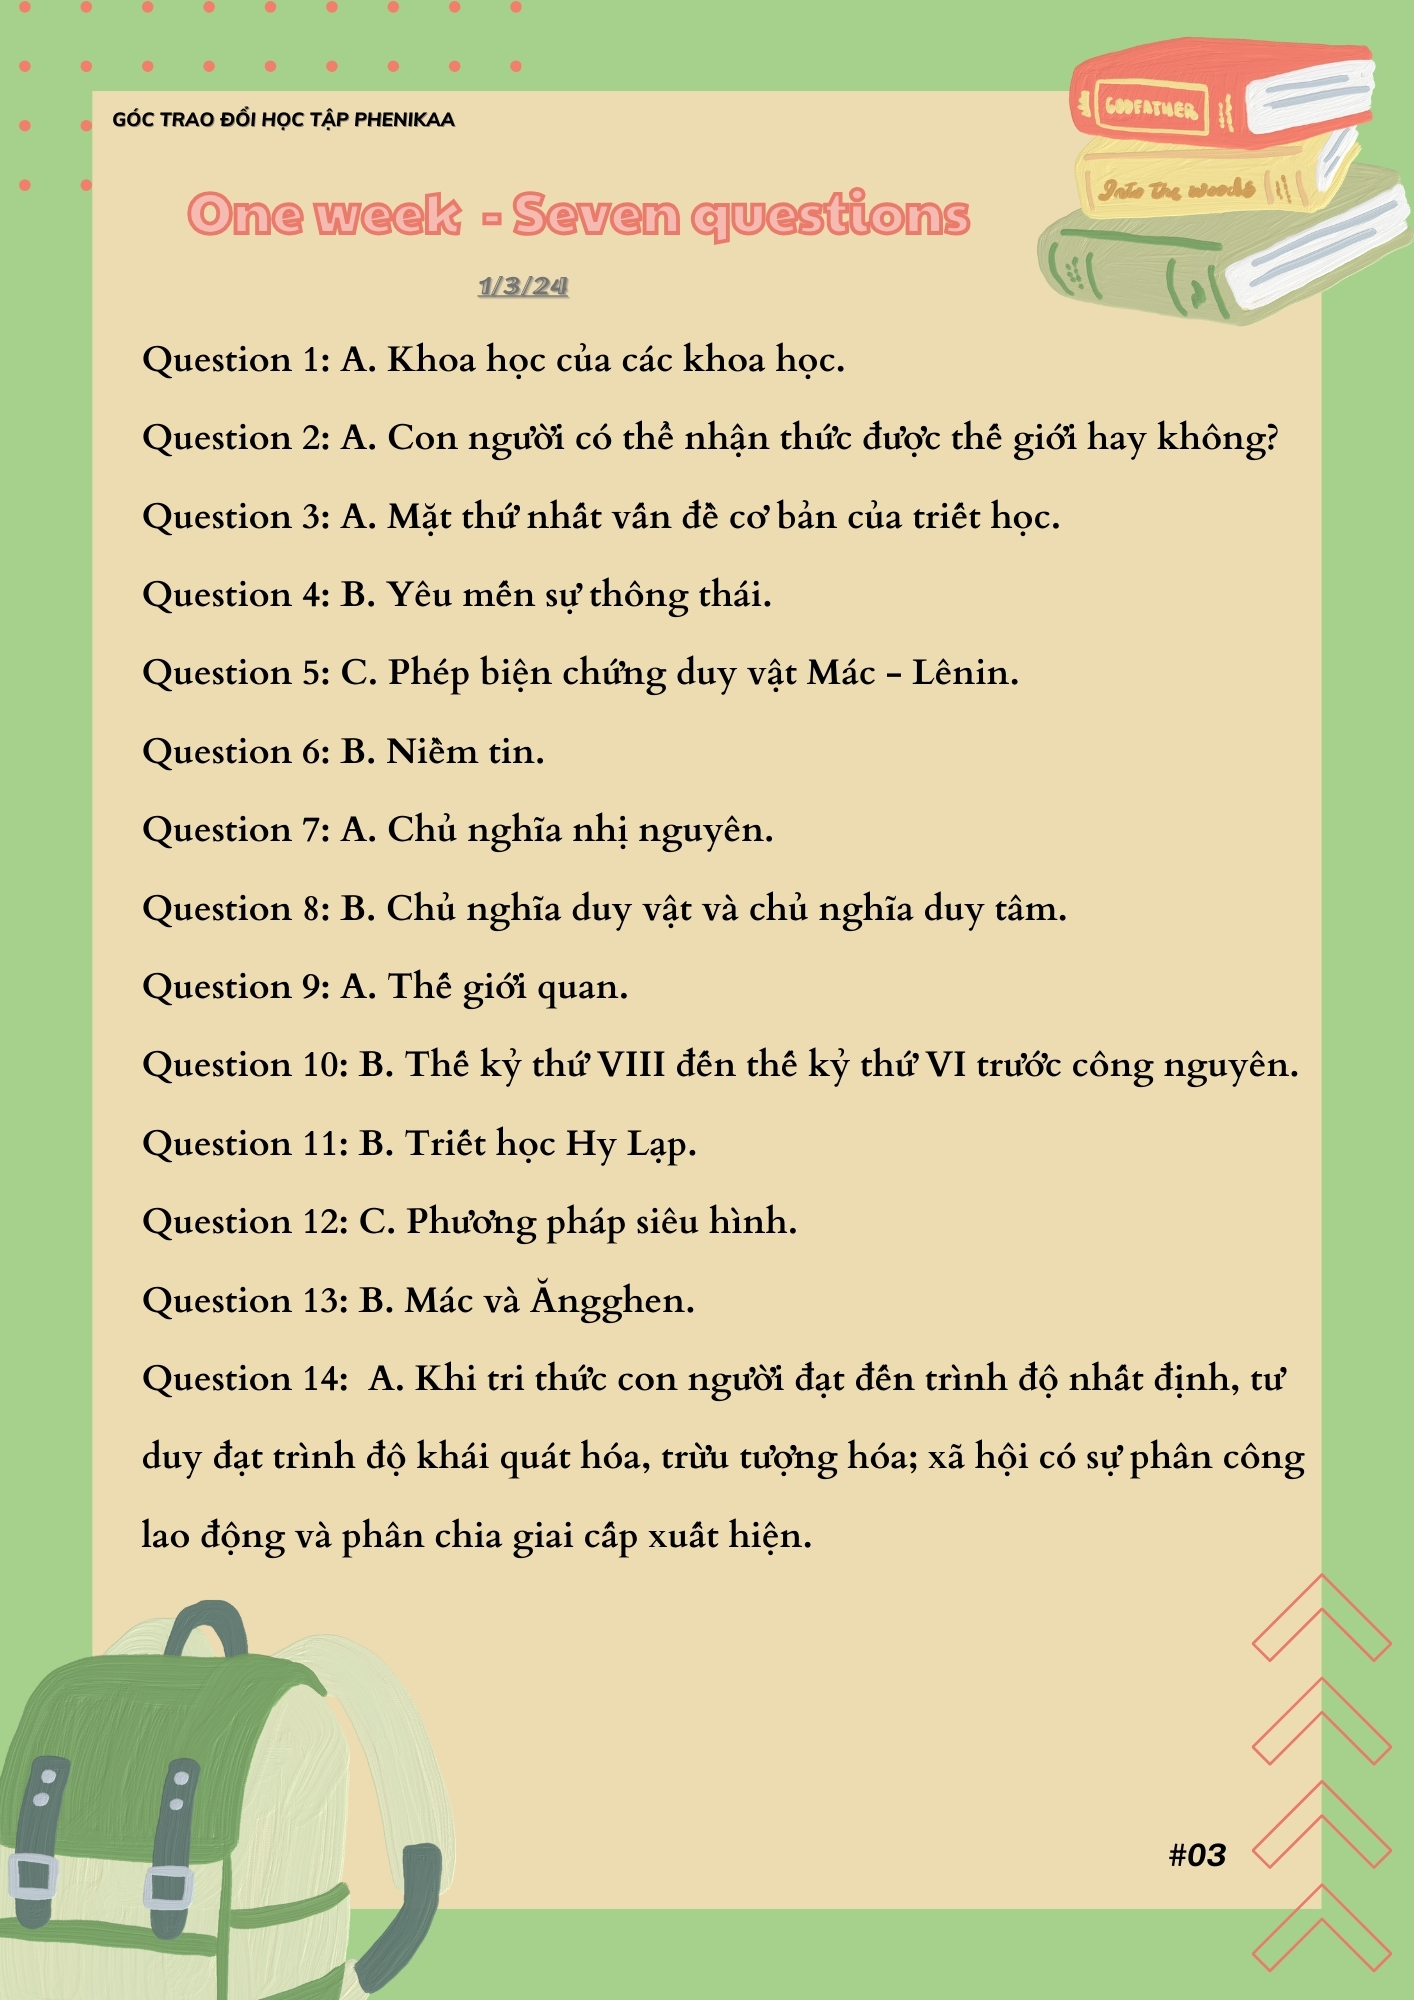 GÓC TRAO ĐỔI HỌC TẬP PHENIKAA
GODFATHER
Into the woods
One week - Seven questions
1/3/24
Question 1: A. Khoa học của các khoa học.
Question 2: A. Con người có thể nhận thức được thế giới hay không?
Question 3: A. Mặt thứ nhất vấn đề cơ bản của triết học.
Question 4: B. Yêu mến sự thông thái.
Question 5: C. Phép biện chứng duy vật Mác - Lênin.
Question 6: B. Niềm tin.
Question 7: A. Chủ nghĩa nhị nguyên.
Question 8: B. Chủ nghĩa duy vật và chủ nghĩa duy tâm.
Question 9: A. Thế giới quan.
Question 10: B. Thế kỷ thứ VIII đến thế kỷ thứ VI trước công nguyên.
Question 11: B. Triết học Hy Lạp.
Question 12: C. Phương pháp siêu hình.
Question 13: B. Mác và Ăngghen.
Question 14: A. Khi tri thức con người đạt đến trình độ nhất định, tư
duy đạt trình độ khái quát hóa, trừu tượng hóa; xã hội có sự phân công
lao động và phân chia giai cấp xuất hiện.
#03